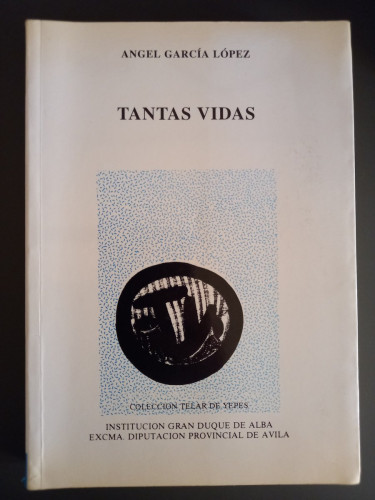 ANGEL GARCÍA LÓPEZ
TANTAS VIDAS
COLECCION TELAR DE YEPES
INSTITUCION GRAN DUQUE DE ALBA
EXCMA. DIPUTACION PROVINCIAL DE AVILA